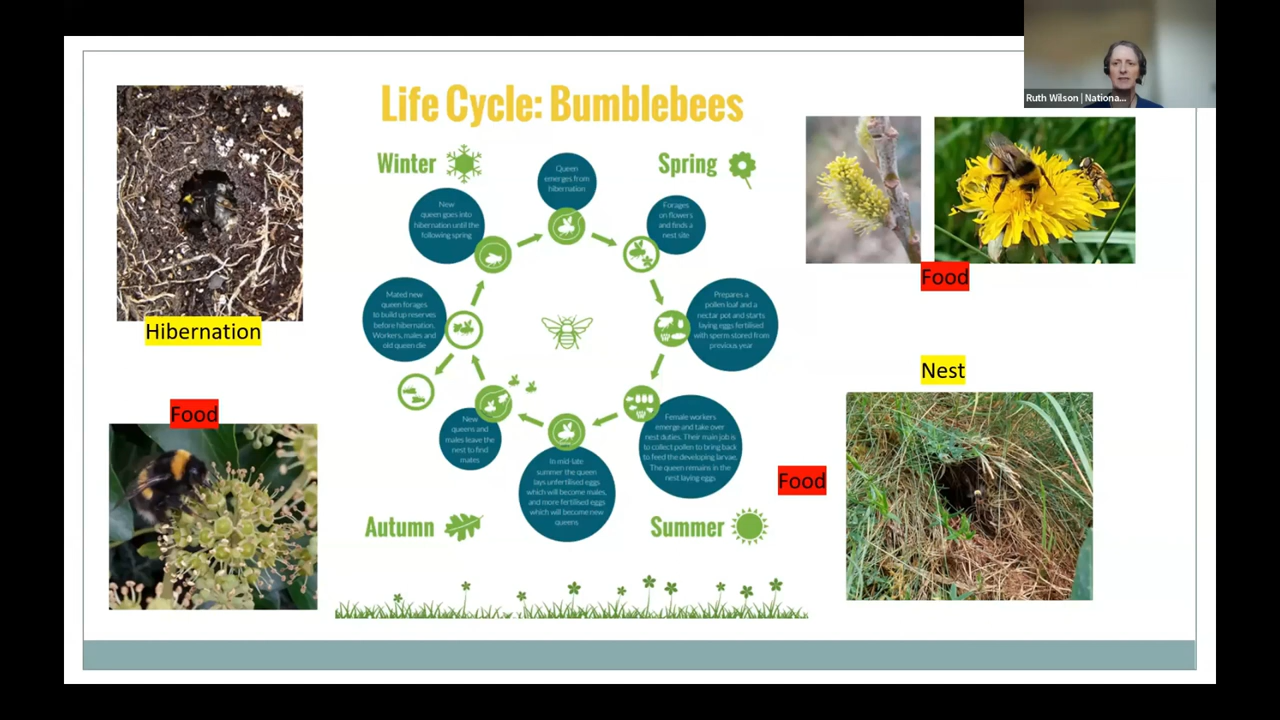 Ruth Wilson | Nationa...
Life Cycle: Bumblebees
Winter
Spring
Queen
emerges from
hibernation
Forages
on flowers
and finds a
nest site
Prepares a
pollen loaf and a
nectar pot and starts
laying eggs fertilised
with sperm stored from
previous year
Female workers
emerge and take over
nest duties. Their main job is
to collect pollen to bring back
to feed the developing larvae.
The queen remains in the
nest laying eggs
In mid-late
summer the queen
lays unfertilised eggs
which will become males,
and more fertilised eggs
which will become new
queens
New
queens and
males leave the
nest to find
mates
Mated new
queen forages
to build up reserves
before hibernation.
Workers, males and
old queen die
New
queen goes into
hibernation until the
following spring
Autumn
Summer
Hibernation
Food
Food
Nest
Food